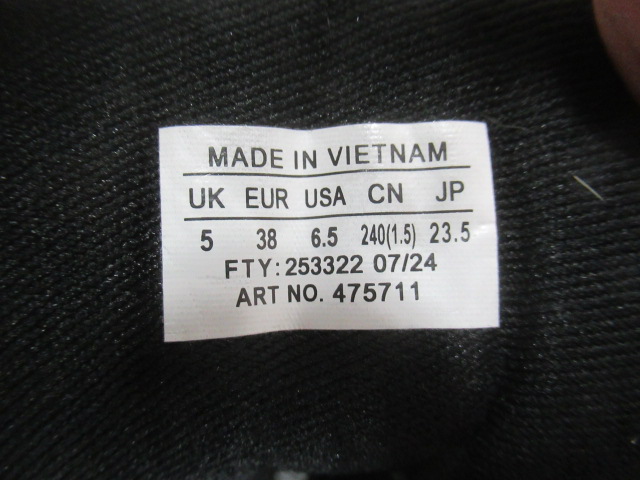 MADE IN VIETNAM
UK EUR USA CN JP
5 38 6.5 240(1.5) 23.5
FTY: 253322 07/24
ART NO. 475711